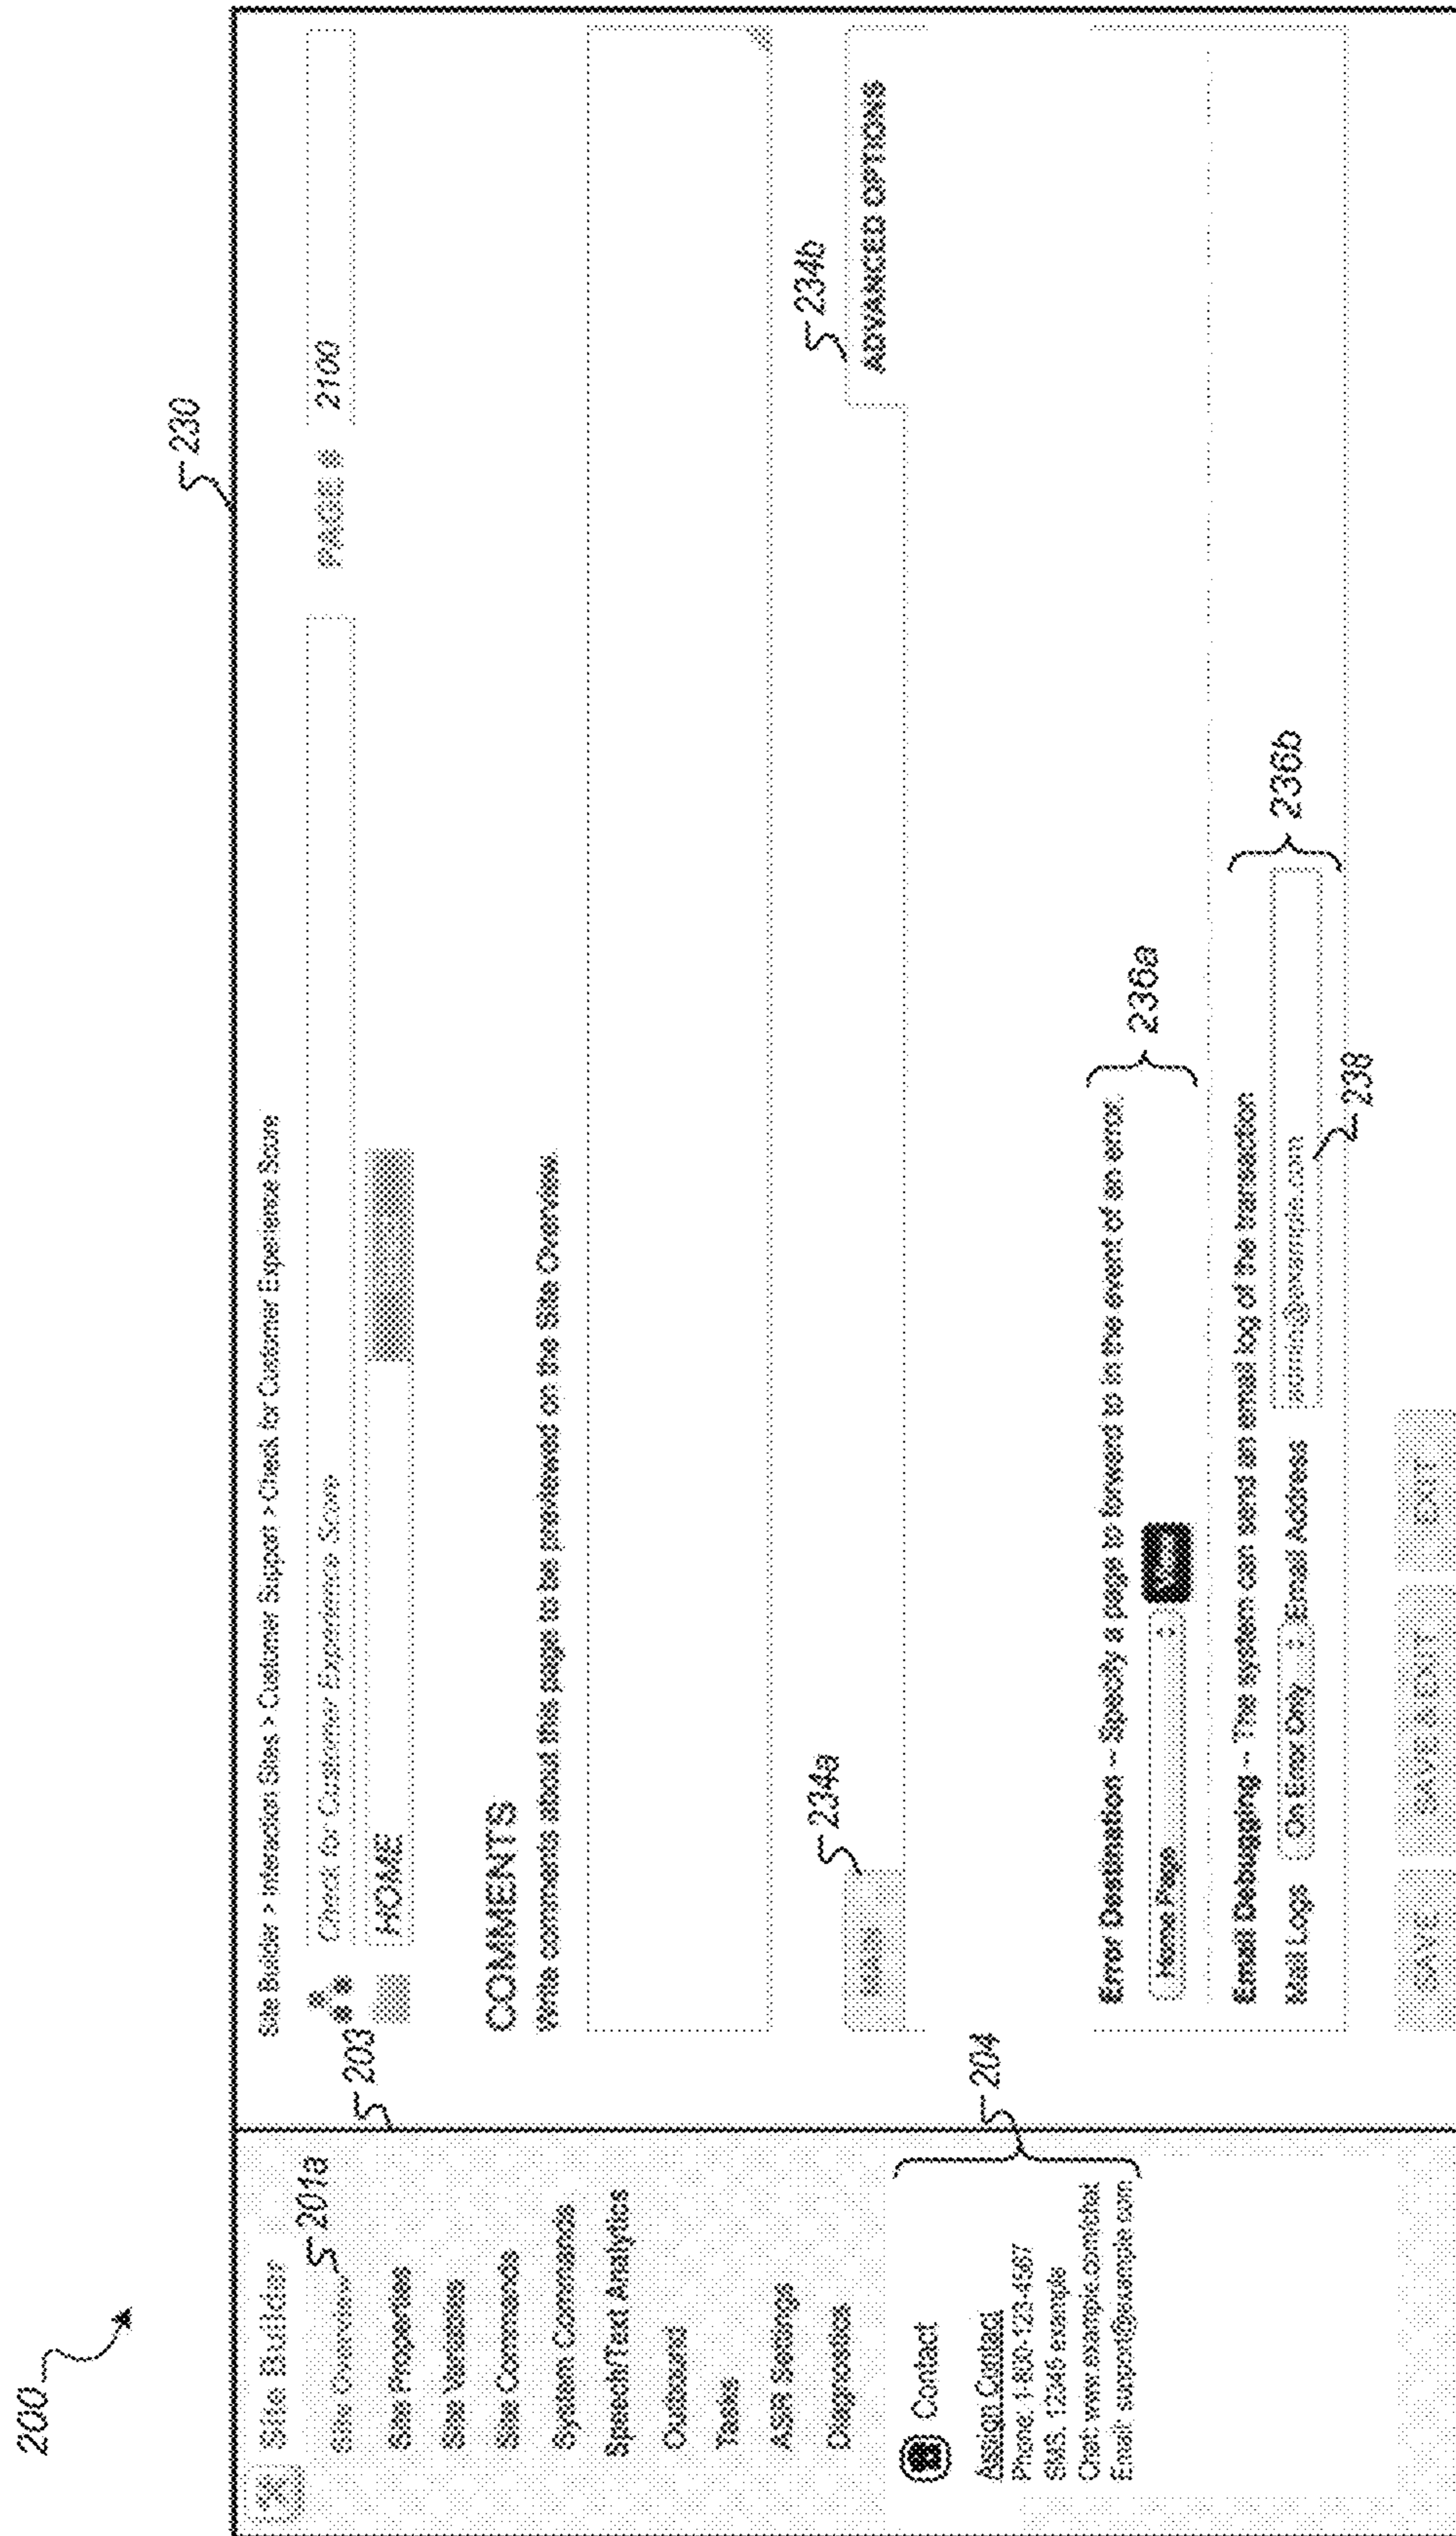 200
230
Site Builder
Site Overview
201a
Site Properties
Site Variables
Site Commands
System Commands
Speech/Text Analytics
Outbound
Tasks
ASR Settings
Diagnostics
Contact
Assign Contact
Phone: 1-800-123-4567
SMS: 12345 example
Chat: www.example.com/chat
Email: support@example.com
203
204
Site Builder > Interaction Sites > Customer Support > Check for Customer Experience Score
Check for Customer Experience Score
PAGE # 2100
HOME
COMMENTS
Write comments about this page to be previewed on the Site Overview.
234a
234b
ADVANCED OPTIONS
Error Destination -- Specify a page to forward to in the event of an error.
Home Page
236a
Email Debugging -- The system can send an email log of the transaction
Mail Logs On Error Only Email Address admin@example.com
236b
238
SAVE SAVE & EXIT EXIT